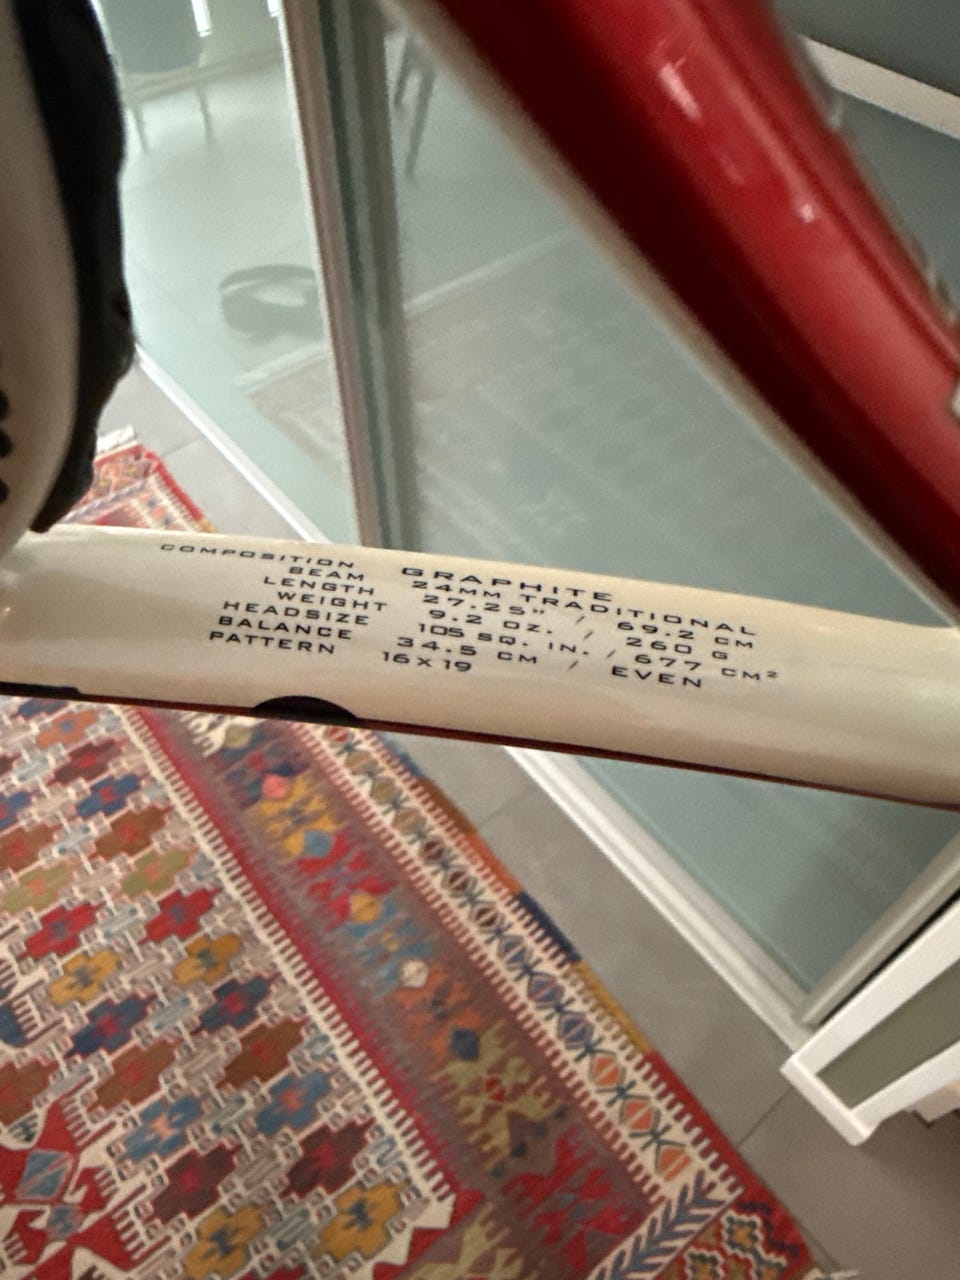 COMPOSITION GRAPHITE
BEAM 24MM TRADITIONAL
LENGTH 27.25" / 69.2 CM
WEIGHT 9.2 OZ. / 260 G
HEADSIZE 105 SQ. IN. / 677 CM²
BALANCE 34.5 CM / EVEN
PATTERN 16X19